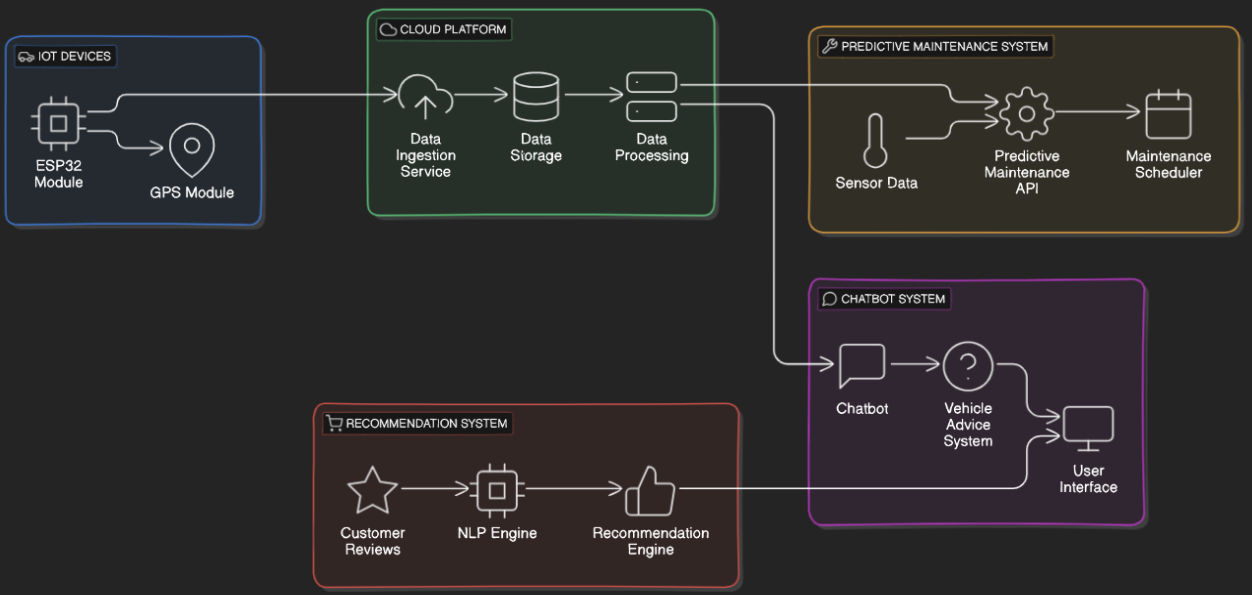 IOT DEVICES
ESP32
Module
GPS Module
CLOUD PLATFORM
Data
Ingestion
Service
Data
Storage
Data
Processing
PREDICTIVE MAINTENANCE SYSTEM
Sensor Data
Predictive
Maintenance
API
Maintenance
Scheduler
CHATBOT SYSTEM
Chatbot
Vehicle
Advice
System
User
Interface
RECOMMENDATION SYSTEM
Customer
Reviews
NLP Engine
Recommendation
Engine